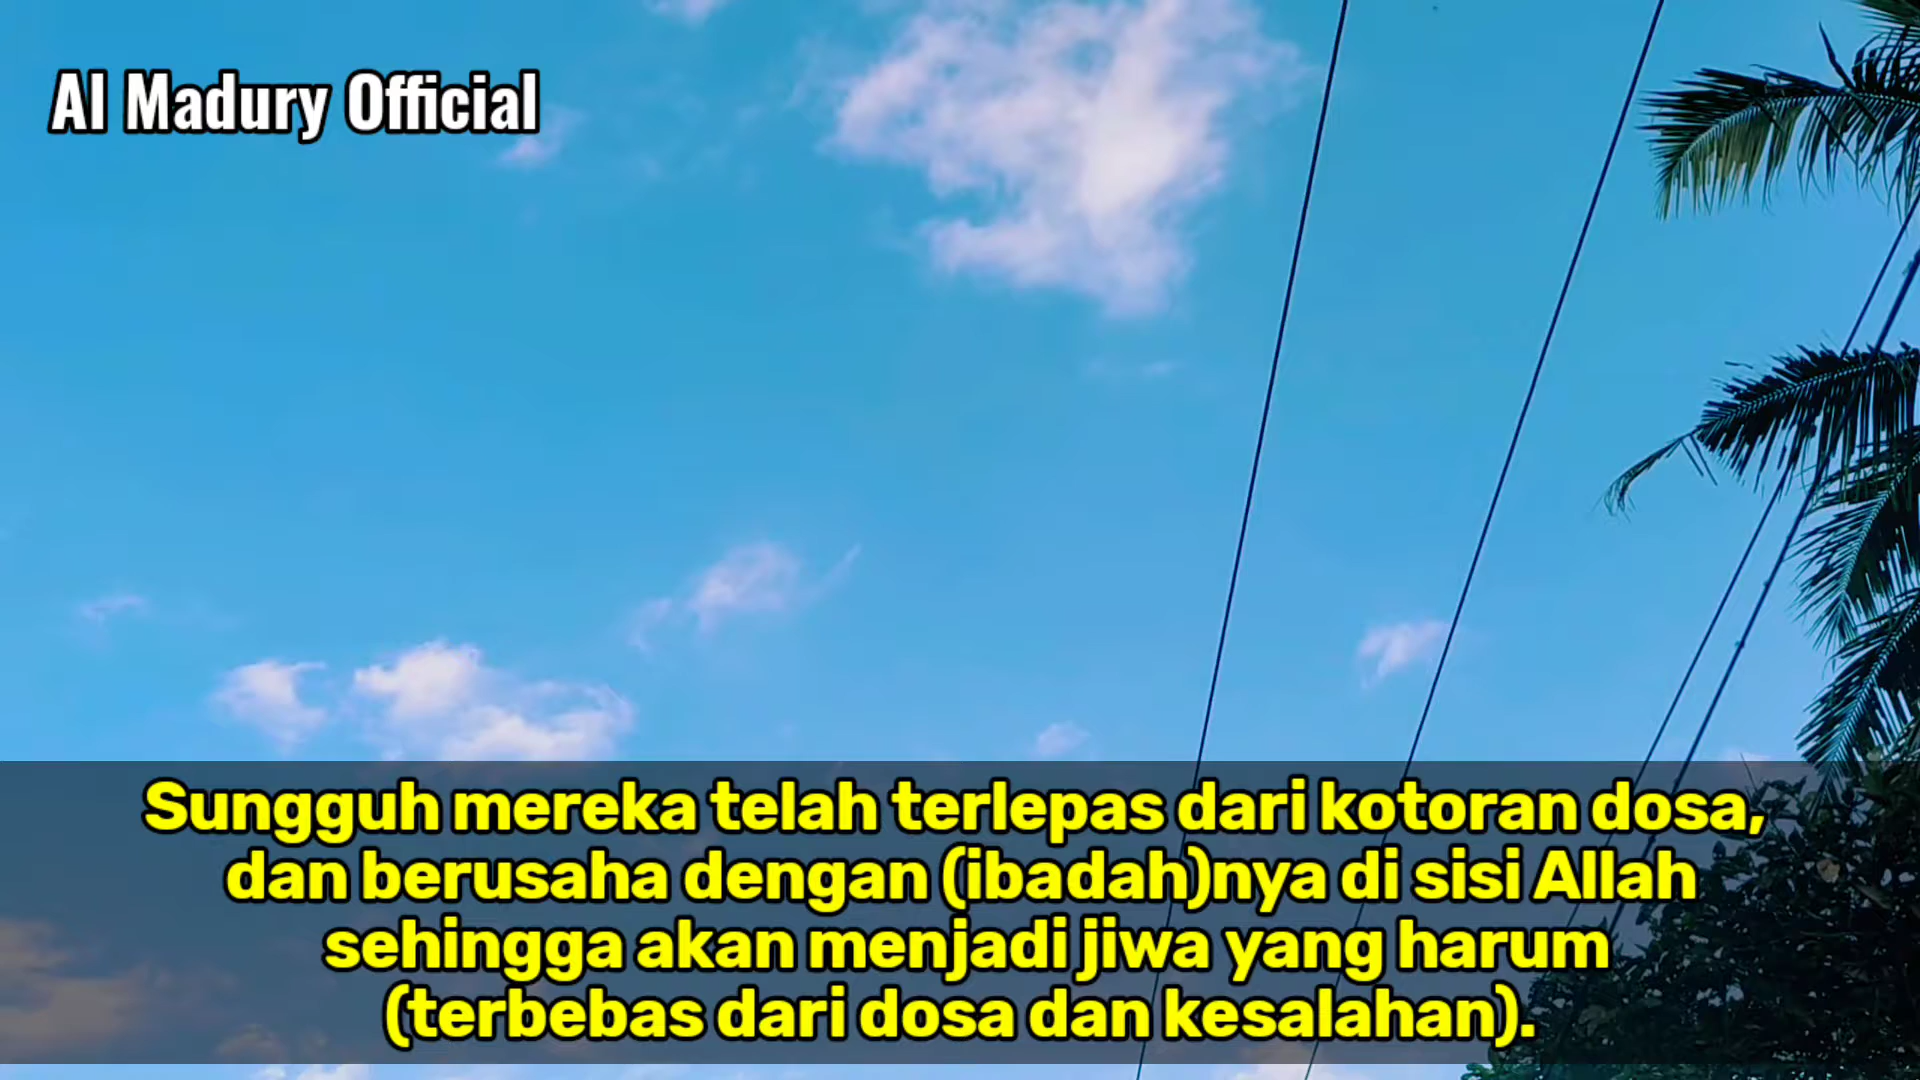 Al Madury Official
Sungguh mereka telah terlepas dari kotoran dosa,
dan berusaha dengan (ibadah)nya di sisi Allah
sehingga akan menjadi jiwa yang harum
(terbebas dari dosa dan kesalahan).